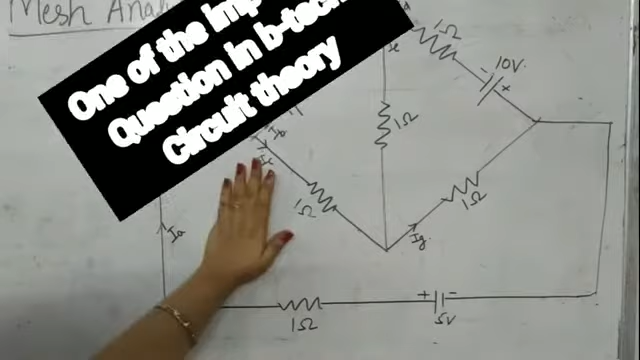 Mesh Anal
One of the imp
Question in b-tech
Circuit theory
1Ω
10V
-
+
1Ω
1Ω
1Ω
Ig
Ia
+
-
1Ω
5V